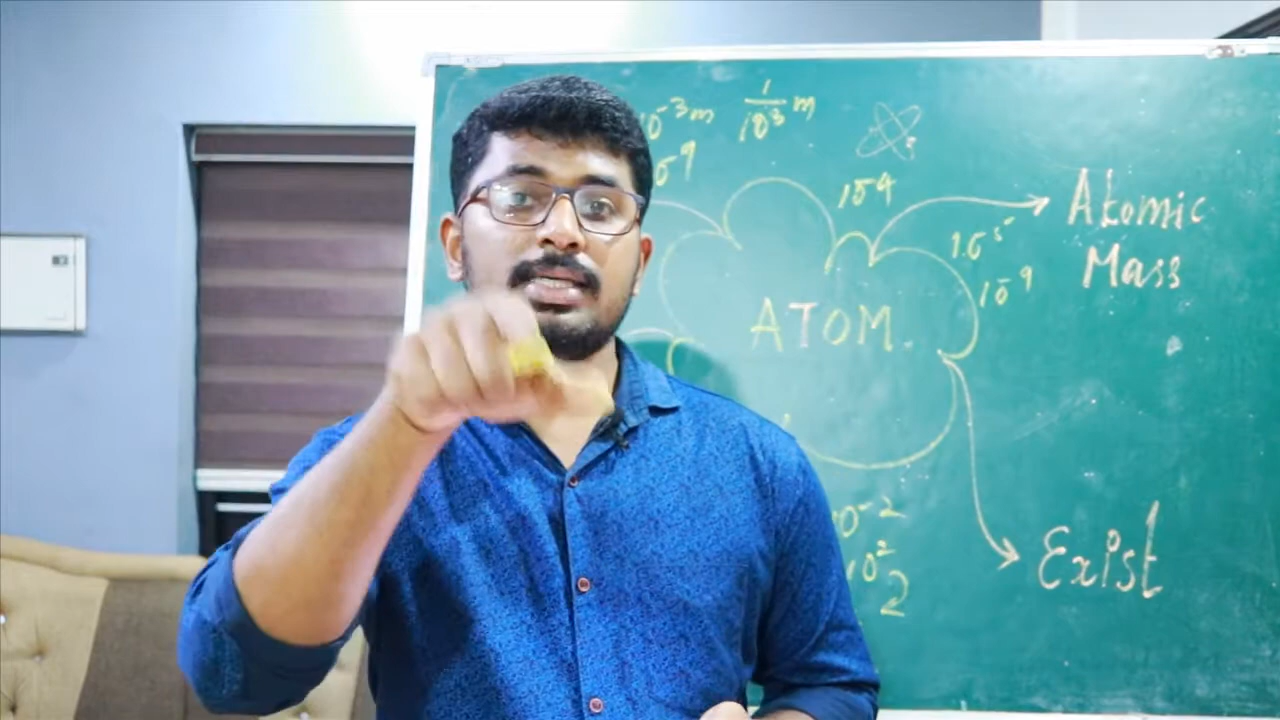 10⁻³m
1/10³ m
10⁻⁹
10⁻⁹
Atomic
Mass
10⁻⁵
10⁻⁹
ATOM
10⁻²
10²
2
Exist